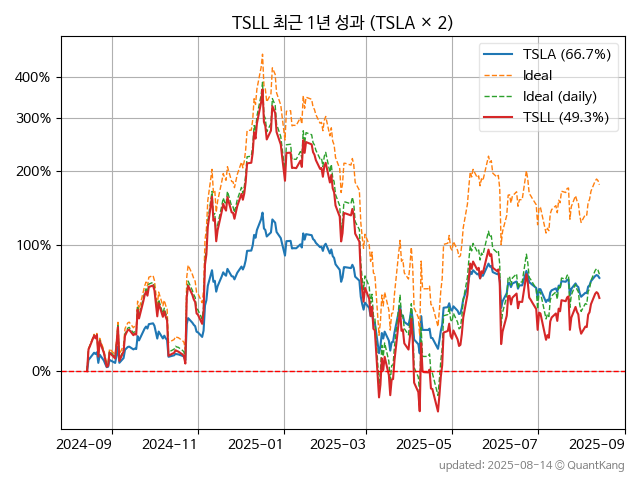 TSLL 최근 1년 성과 (TSLA × 2)
TSLA (66.7%)
Ideal
Ideal (daily)
TSLL (49.3%)
400%
300%
200%
100%
0%
2024-09 2024-11 2025-01 2025-03 2025-05 2025-07 2025-09
updated: 2025-08-14 © QuantKang